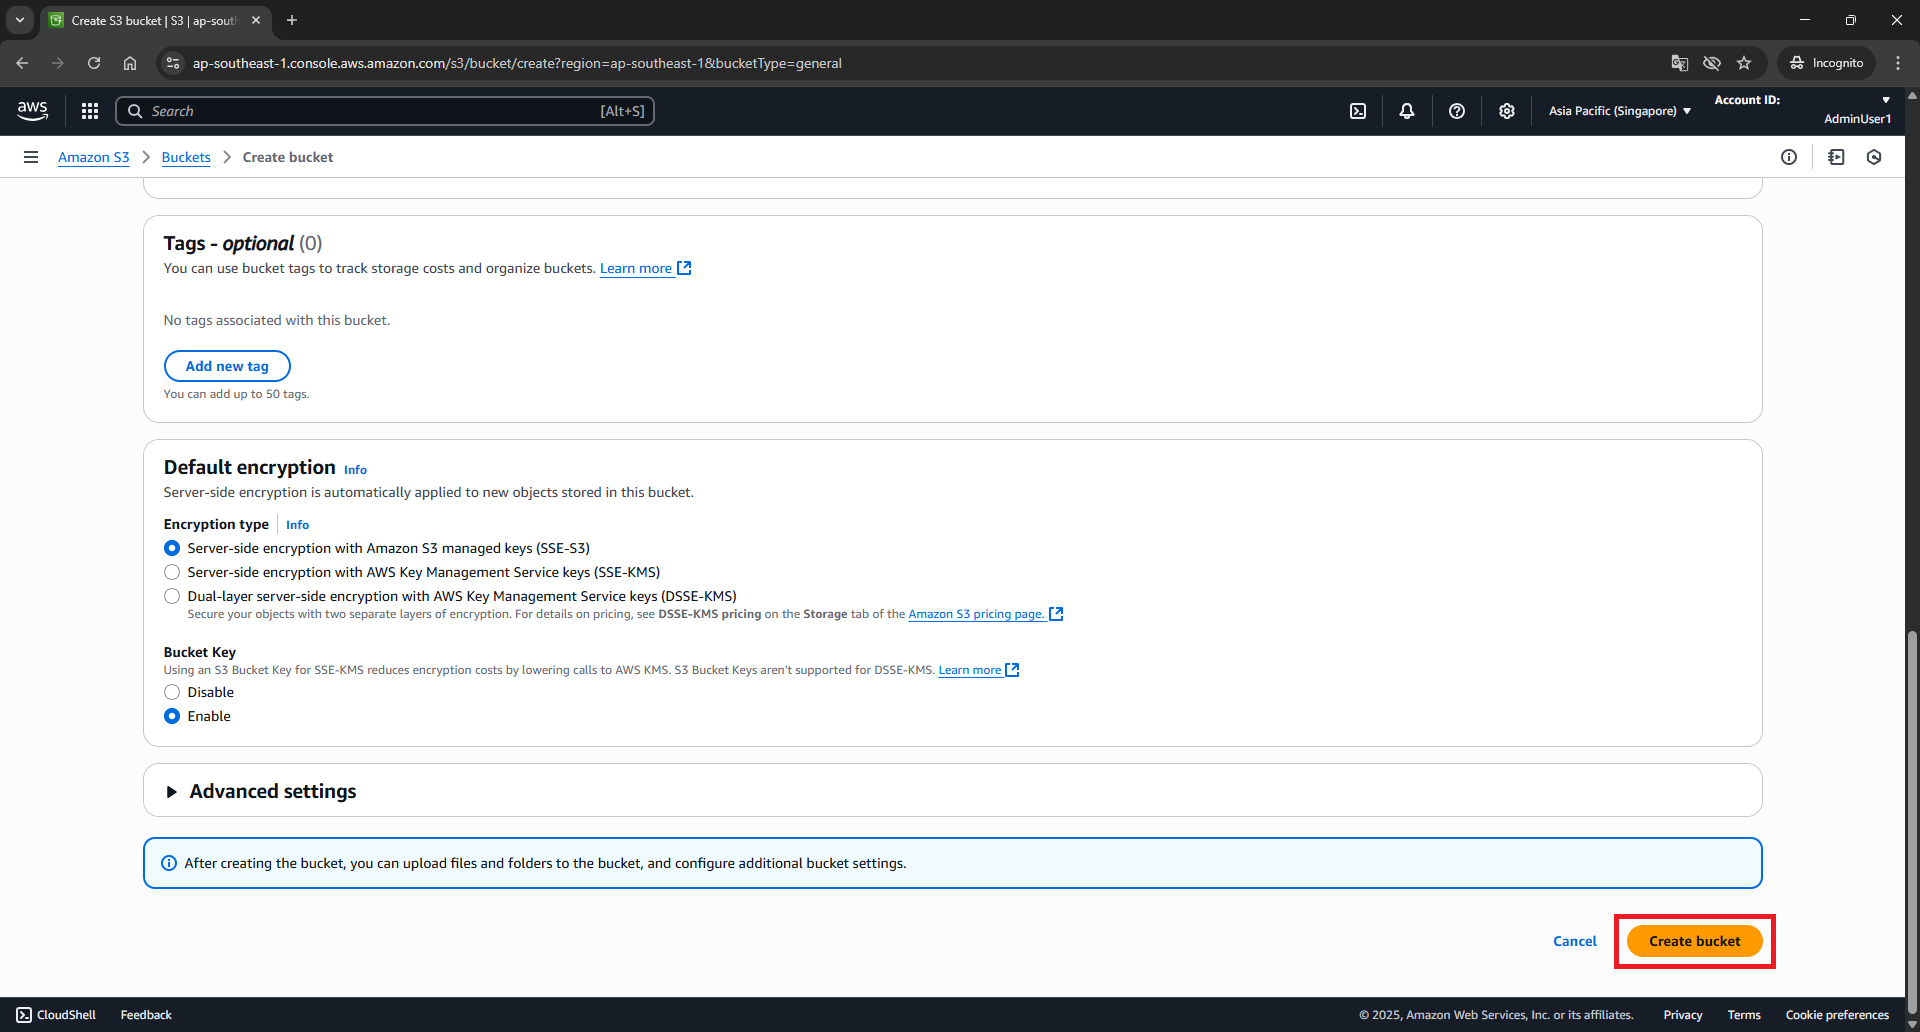 Create S3 bucket | S3 | ap-south
ap-southeast-1.console.aws.amazon.com/s3/bucket/create?region=ap-southeast-1&bucketType=general
Incognito
aws
Search
[Alt+S]
Asia Pacific (Singapore)
Account ID:
AdminUser1
Amazon S3
Buckets
Create bucket
Tags - optional (0)
You can use bucket tags to track storage costs and organize buckets. Learn more
No tags associated with this bucket.
Add new tag
You can add up to 50 tags.
Default encryption Info
Server-side encryption is automatically applied to new objects stored in this bucket.
Encryption type Info
Server-side encryption with Amazon S3 managed keys (SSE-S3)
Server-side encryption with AWS Key Management Service keys (SSE-KMS)
Dual-layer server-side encryption with AWS Key Management Service keys (DSSE-KMS)
Secure your objects with two separate layers of encryption. For details on pricing, see DSSE-KMS pricing on the Storage tab of the Amazon S3 pricing page.
Bucket Key
Using an S3 Bucket Key for SSE-KMS reduces encryption costs by lowering calls to AWS KMS. S3 Bucket Keys aren't supported for DSSE-KMS. Learn more
Disable
Enable
Advanced settings
After creating the bucket, you can upload files and folders to the bucket, and configure additional bucket settings.
Cancel
Create bucket
CloudShell
Feedback
© 2025, Amazon Web Services, Inc. or its affiliates.
Privacy
Terms
Cookie preferences